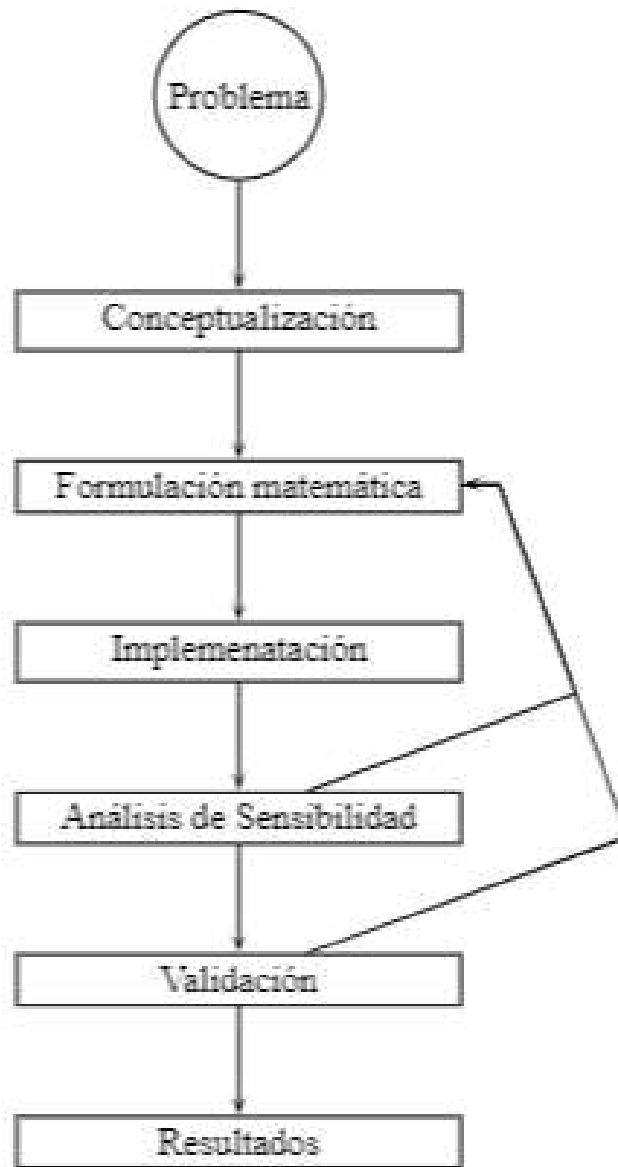 Problema
Conceptualización
Formulación matemática
Implemenatación
Análisis de Sensibilidad
Validación
Resultados